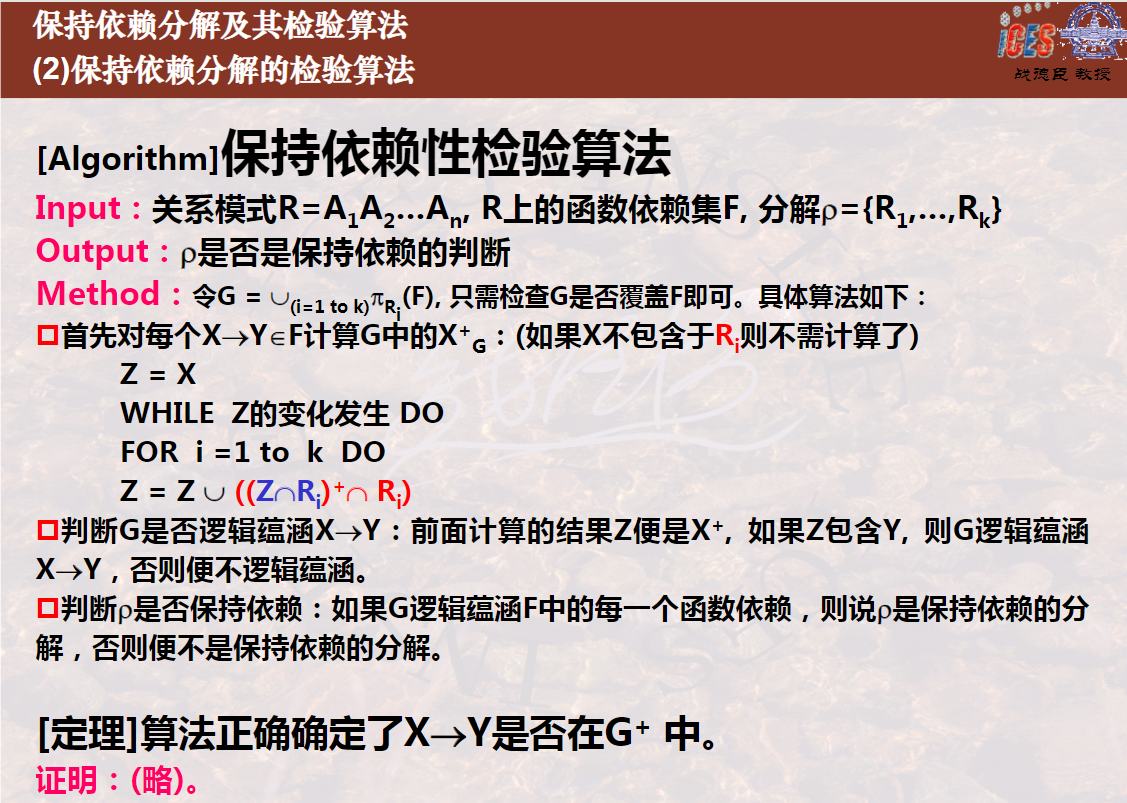 保持依赖分解及其检验算法
(2)保持依赖分解的检验算法
iCES
战德臣 教授
[Algorithm]保持依赖性检验算法
Input：关系模式R=A1A2…An, R上的函数依赖集F, 分解ρ={R1,…,Rk}
Output：ρ是否是保持依赖的判断
Method：令G = ∪(i=1 to k)πRi(F), 只需检查G是否覆盖F即可。具体算法如下：
首先对每个X→Y∈F计算G中的X+G：(如果X不包含于Ri则不需计算了)
Z = X
WHILE Z的变化发生 DO
FOR i =1 to k DO
Z = Z ∪ ((Z∩Ri)+∩ Ri)
判断G是否逻辑蕴涵X→Y：前面计算的结果Z便是X+, 如果Z包含Y, 则G逻辑蕴涵
X→Y，否则便不逻辑蕴涵。
判断ρ是否保持依赖：如果G逻辑蕴涵F中的每一个函数依赖，则说ρ是保持依赖的分
解，否则便不是保持依赖的分解。
[定理]算法正确确定了X→Y是否在G+ 中。
证明：(略)。